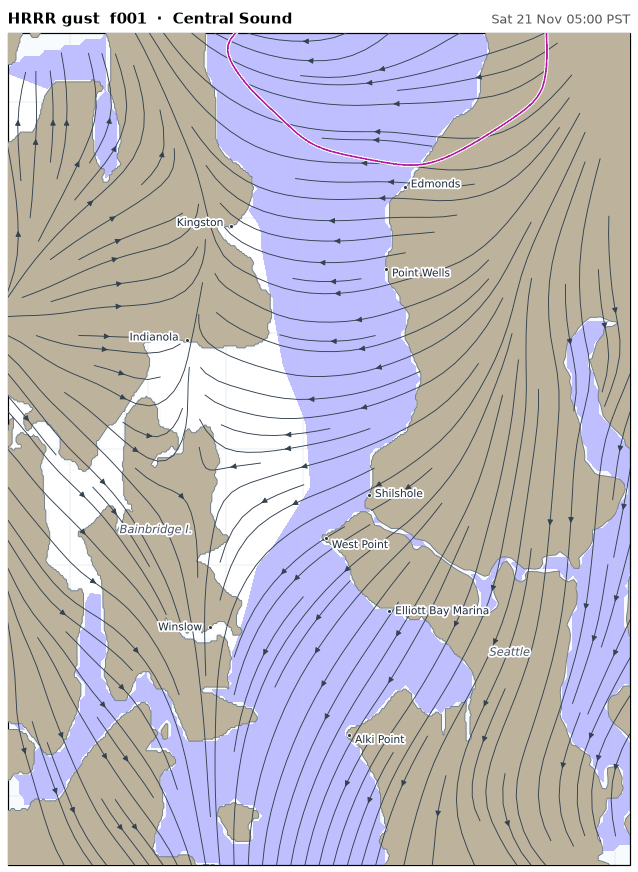 HRRR gust f001 · Central Sound
Sat 21 Nov 05:00 PST
Edmonds
Kingston
Point Wells
Indianola
Shilshole
Bainbridge I.
West Point
Elliott Bay Marina
Winslow
Seattle
Alki Point